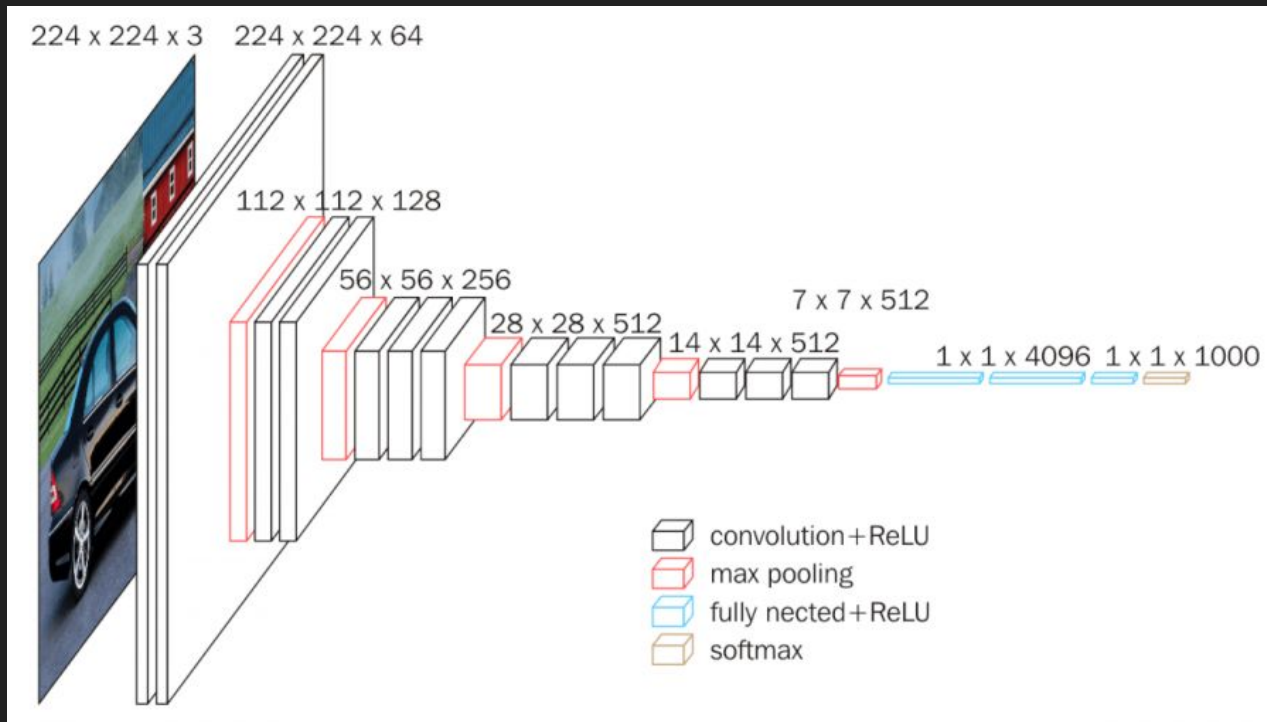 224 x 224 x 3
224 x 224 x 64
112 x 112 x 128
56 x 56 x 256
28 x 28 x 512
14 x 14 x 512
7 x 7 x 512
1 x 1 x 4096
1 x 1 x 1000
convolution+ReLU
max pooling
fully nected+ReLU
softmax